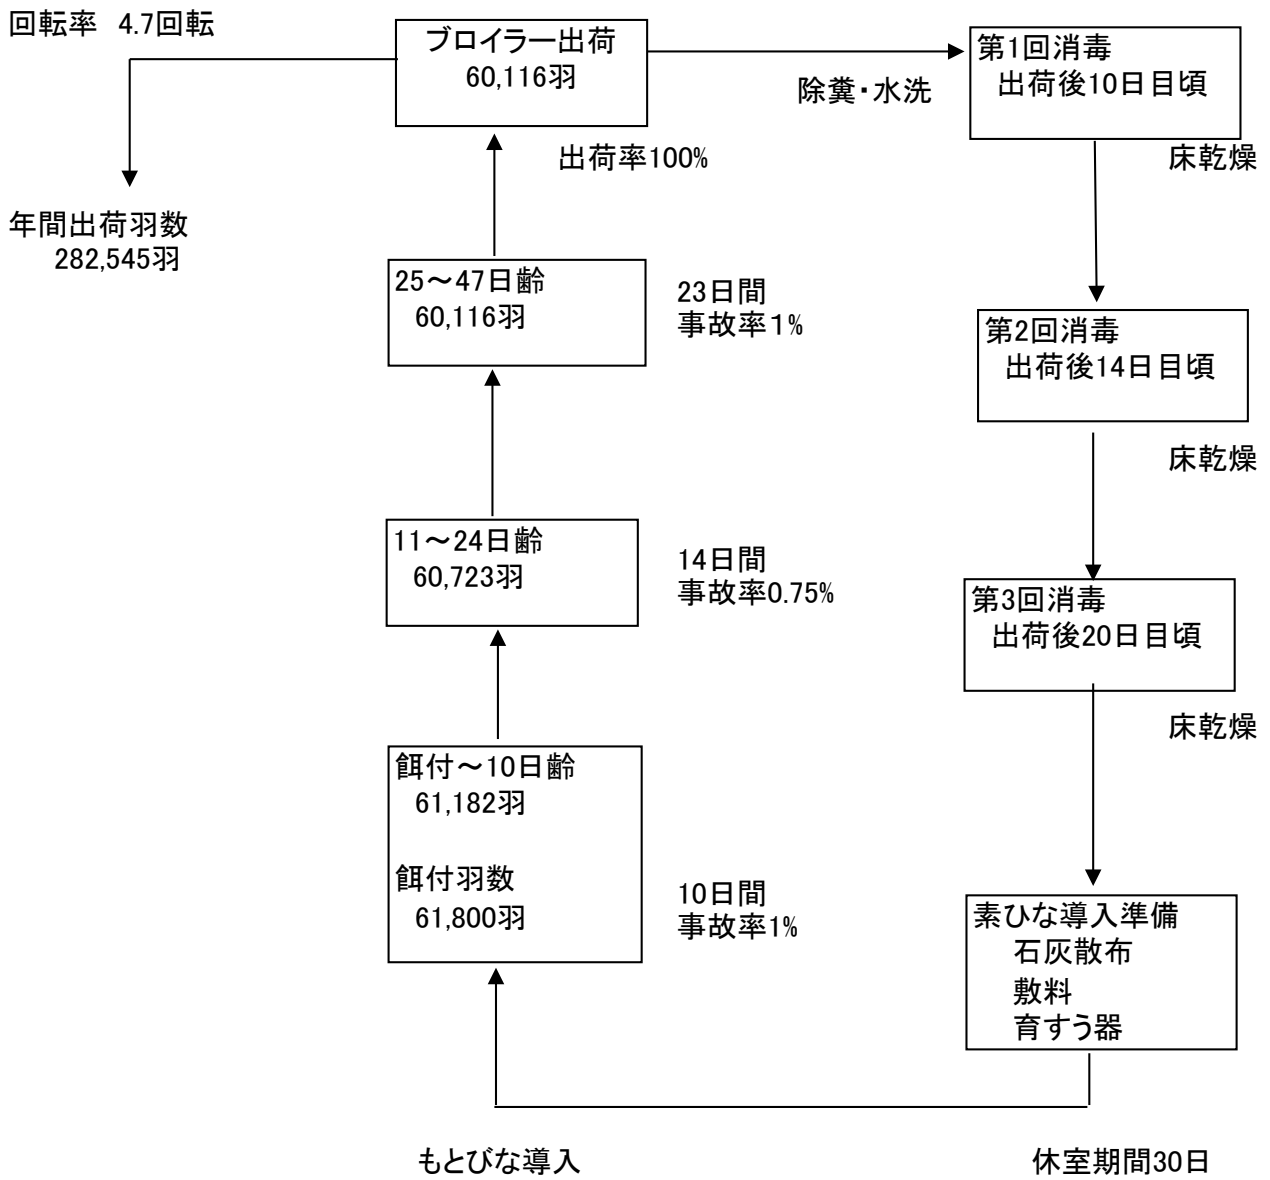 回転率 4.7回転
ブロイラー出荷
60,116羽
除糞・水洗
第1回消毒
出荷後10日目頃
出荷率100%
床乾燥
年間出荷羽数
282,545羽
25～47日齢
60,116羽
23日間
事故率１%
第2回消毒
出荷後14日目頃
床乾燥
11～24日齢
60,723羽
14日間
事故率0.75%
第3回消毒
出荷後20日目頃
床乾燥
餌付～10日齢
61,182羽
餌付羽数
61,800羽
10日間
事故率1%
素ひな導入準備
石灰散布
敷料
育すう器
もとびな導入
休室期間30日